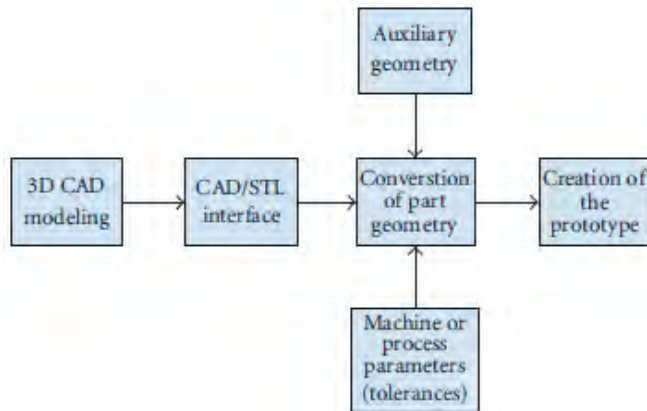 Auxiliary
geometry
3D CAD
modeling
CAD/STL
interface
Converstion
of part
geometry
Creation of
the
prototype
Machine or
process
parameters
(tolerances)